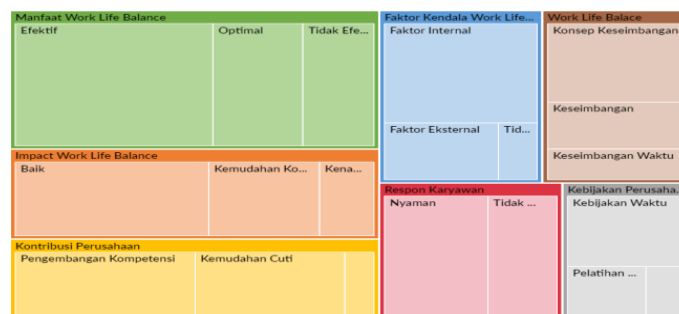 Manfaat Work Life Balance
Efektif
Optimal
Tidak Efe...
Impact Work Life Balance
Baik
Kemudahan Ko...
Kena...
Kontribusi Perusahaan
Pengembangan Kompetensi
Kemudahan Cuti
Faktor Kendala Work Life...
Faktor Internal
Faktor Eksternal
Tid...
Work Life Balace
Konsep Keseimbangan
Keseimbangan
Keseimbangan Waktu
Respon Karyawan
Nyaman
Tidak ...
Kebijakan Perusaha...
Kebijakan Waktu
Pelatihan ...